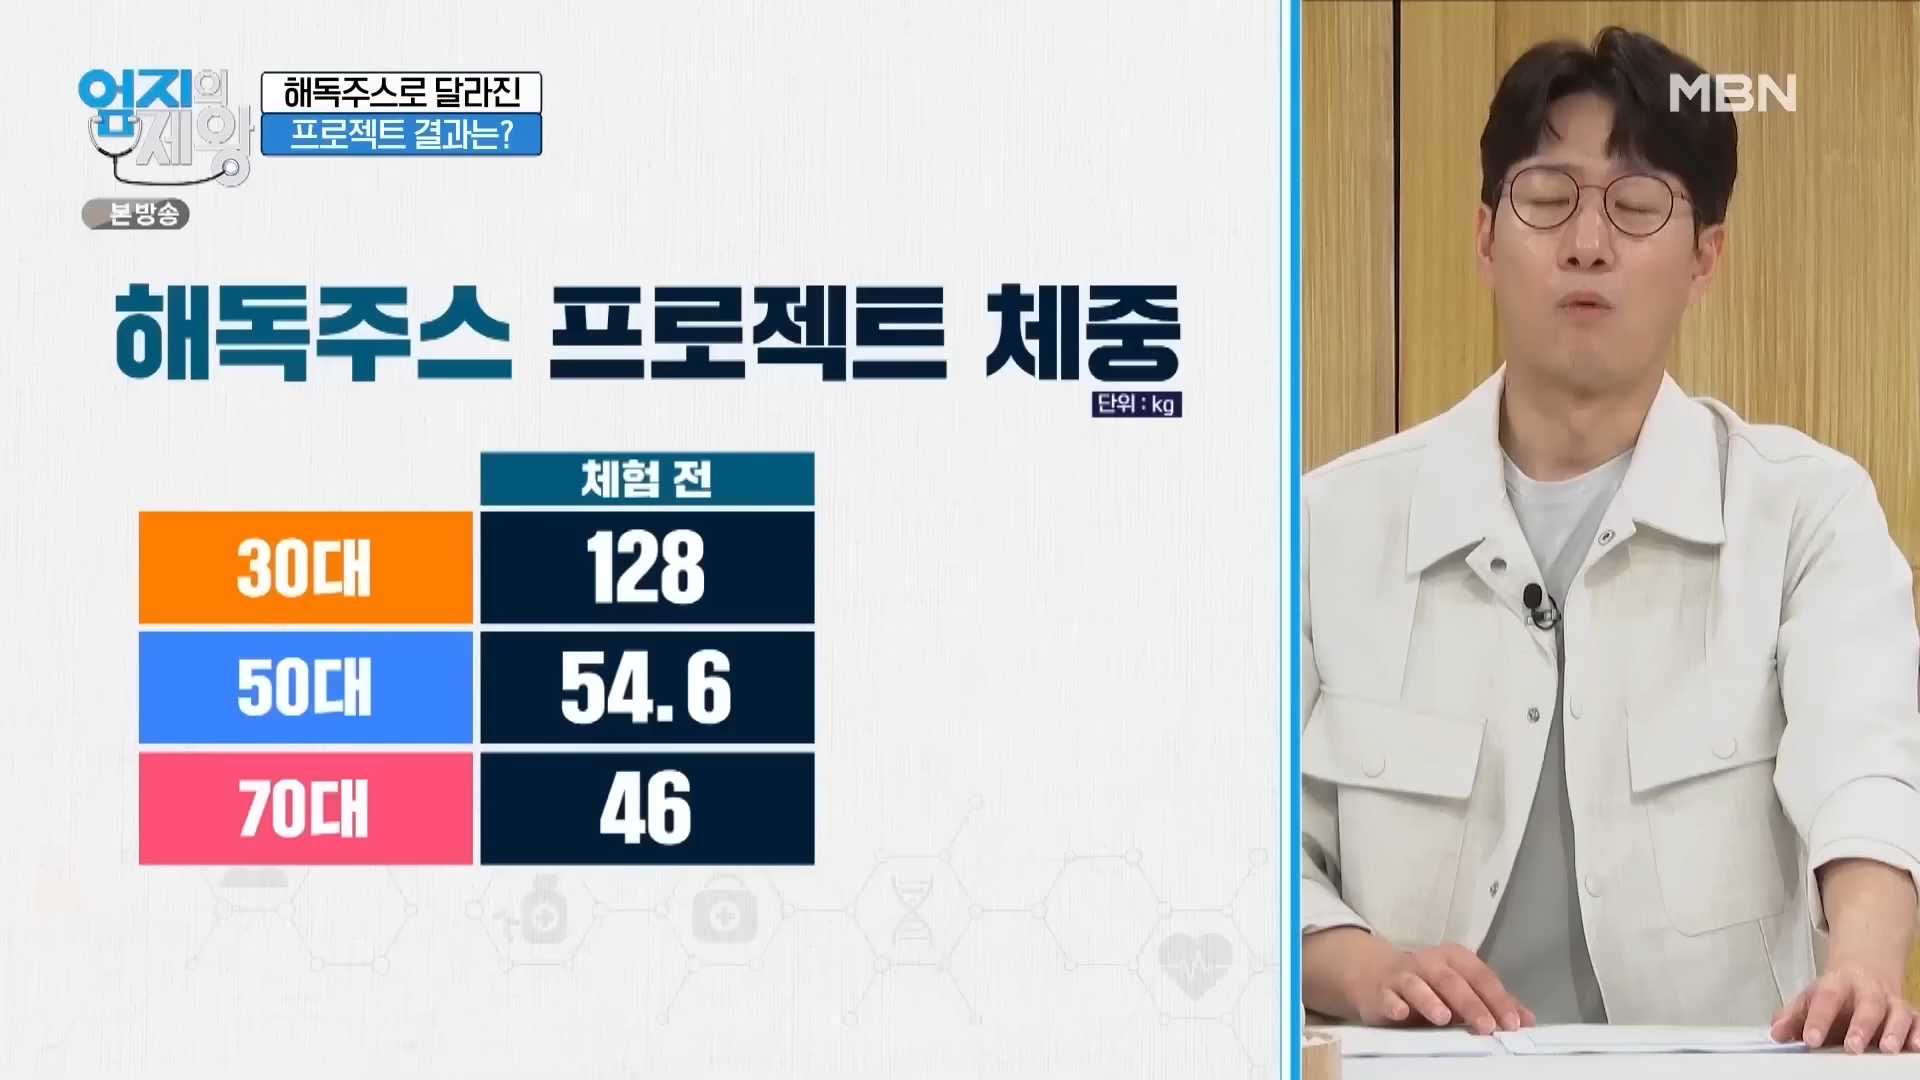 엄지의 제왕
해독주스로 달라진
프로젝트 결과는?
본방송
MBN
해독주스 프로젝트 체중
단위 : kg
체험 전
30대 128
50대 54.6
70대 46